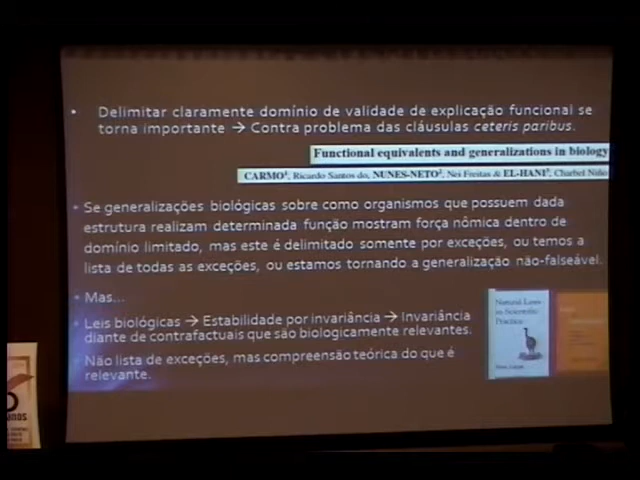 • Delimitar claramente domínio de validade de explicação funcional se
torna importante → Contra problema das cláusulas ceteris paribus.
Functional equivalents and generalizations in biology
CARMO¹, Ricardo Santos do, NUNES-NETO², Nei Freitas & EL-HANI³, Charbel Niño
• Se generalizações biológicas sobre como organismos que possuem dada
estrutura realizam determinada função mostram força nômica dentro de
domínio limitado, mas este é delimitado somente por exceções, ou temos a
lista de todas as exceções, ou estamos tornando a generalização não-falseável.
• Mas...
• Leis biológicas → Estabilidade por invariância → Invariância
diante de contrafactuais que são biologicamente relevantes.
• Não lista de exceções, mas compreensão teórica do que é
relevante.
Natural Laws
in Scientific
Practice
anos